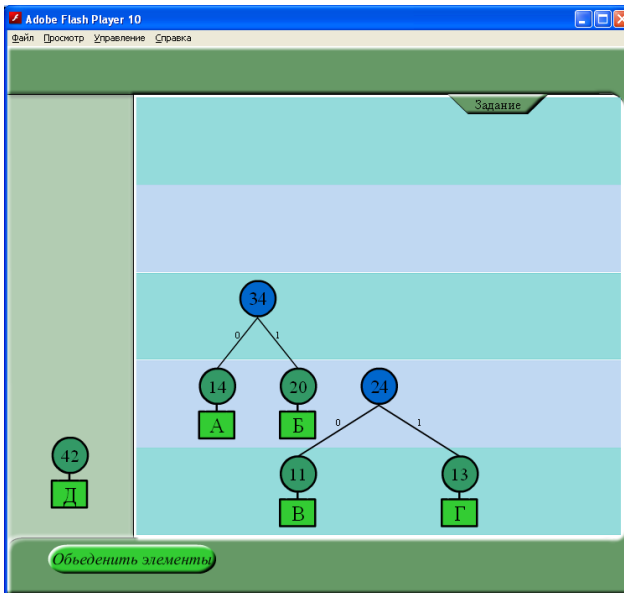 Adobe Flash Player 10
Файл Просмотр Управление Справка
Задание
34
0 1
14 20 24
А Б
0 1
42
11 13
Д
В Г
Обьеденить элементы